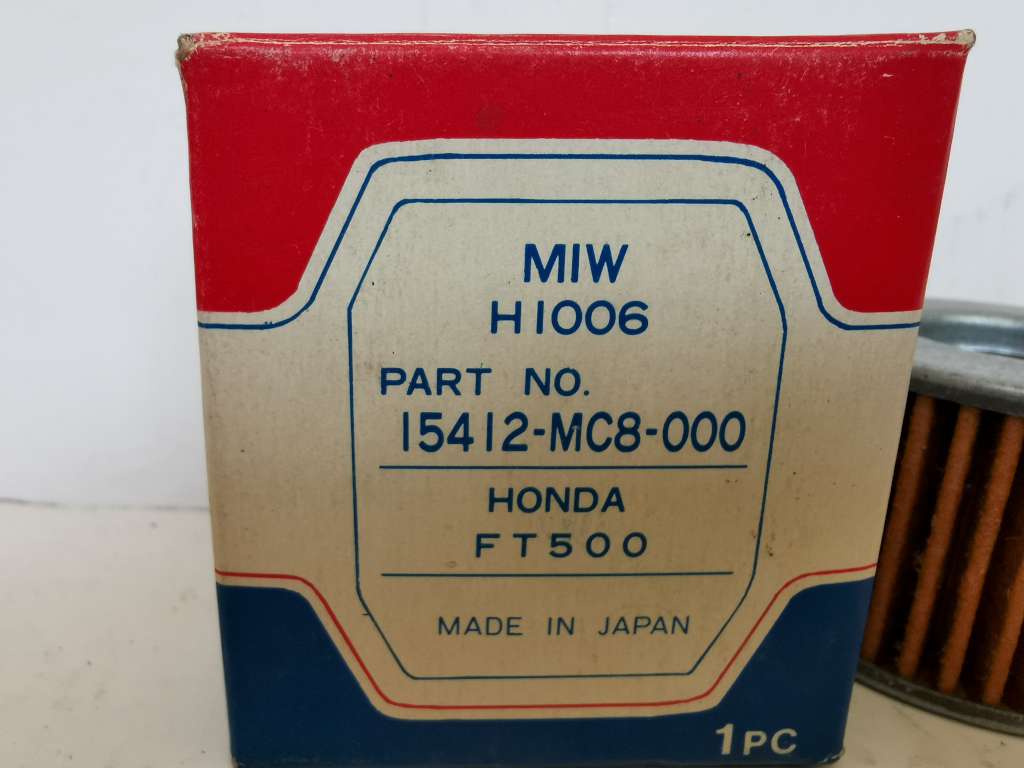 MIW
H1006
PART NO.
15412-MC8-000
HONDA
FT500
MADE IN JAPAN
1PC